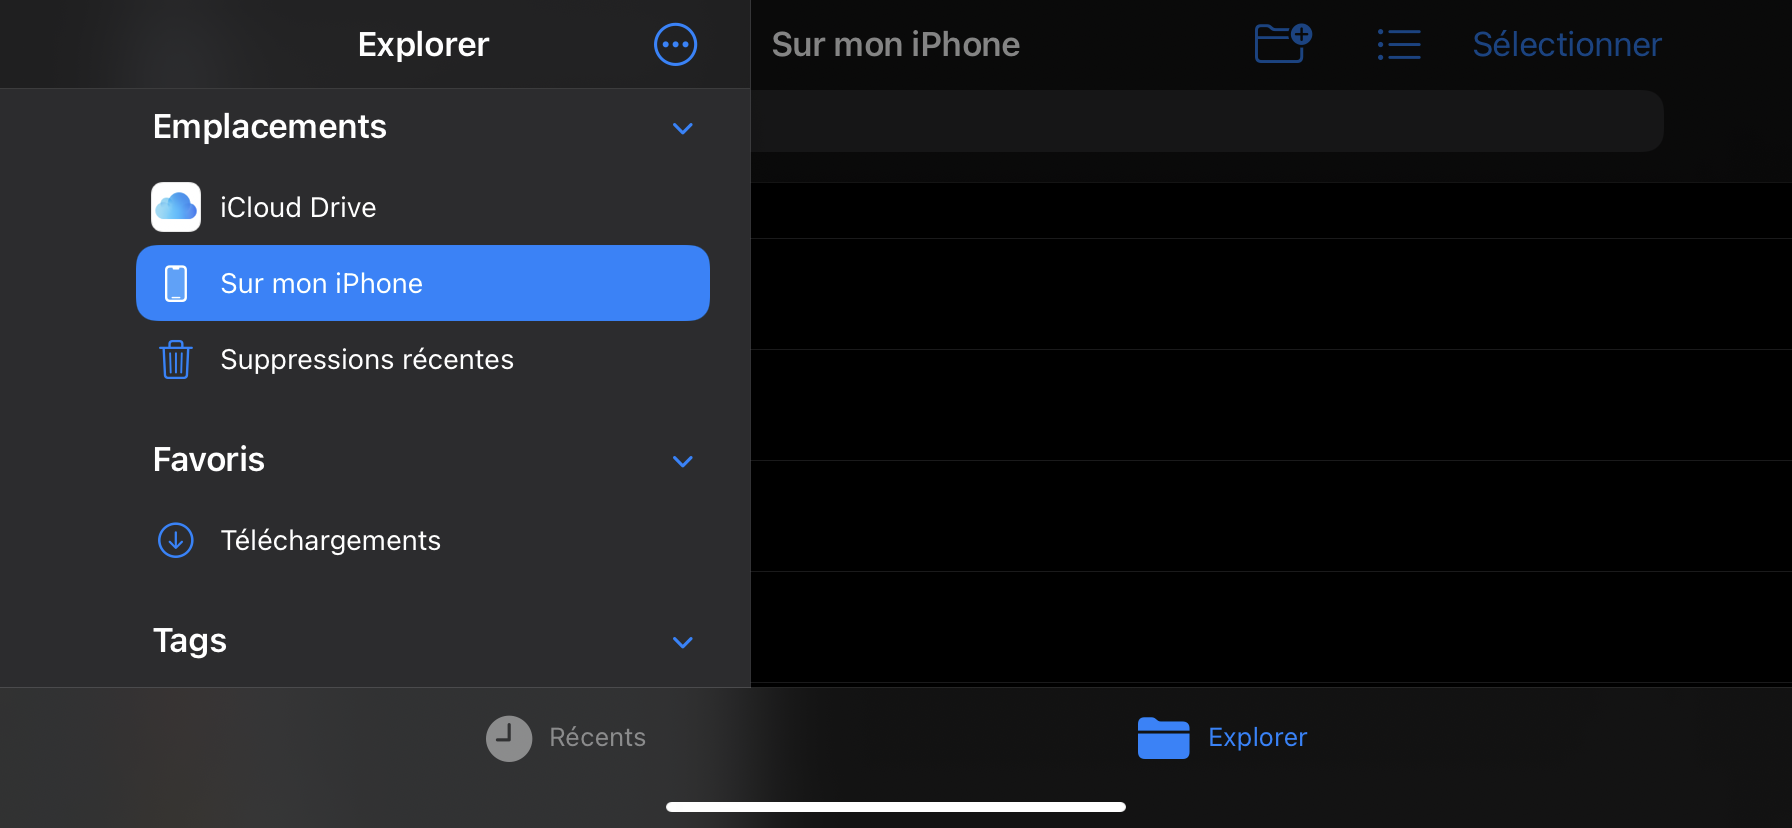 Explorer
Emplacements
iCloud Drive
Sur mon iPhone
Suppressions récentes
Favoris
Téléchargements
Tags
Sur mon iPhone
Sélectionner
Récents
Explorer